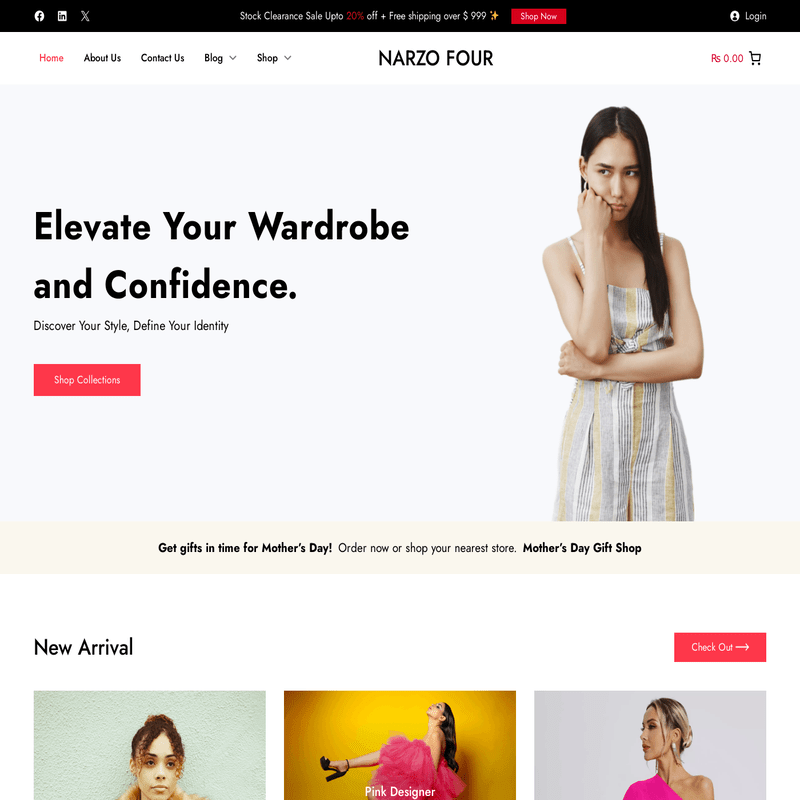 Stock Clearance Sale Upto 20% off + Free shipping over $ 999 ✨ Shop Now
Login
Home About Us Contact Us Blog Shop
NARZO FOUR
₨ 0.00
Elevate Your Wardrobe
and Confidence.
Discover Your Style, Define Your Identity
Shop Collections
Get gifts in time for Mother's Day! Order now or shop your nearest store. Mother's Day Gift Shop
New Arrival
Check Out
Pink Designer